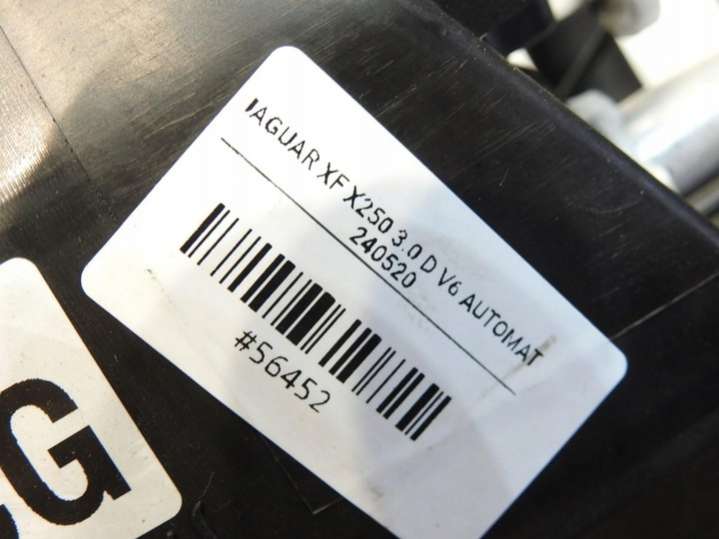 JAGUAR XF X250 3.0 D V6 AUTOMAT
240520
#56452
G